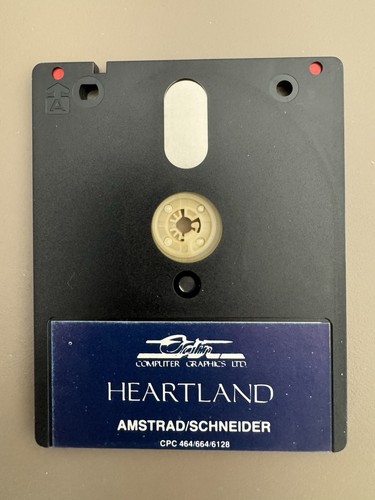 A
Odin
COMPUTER GRAPHICS LTD.
HEARTLAND
AMSTRAD/SCHNEIDER
CPC 464/664/6128